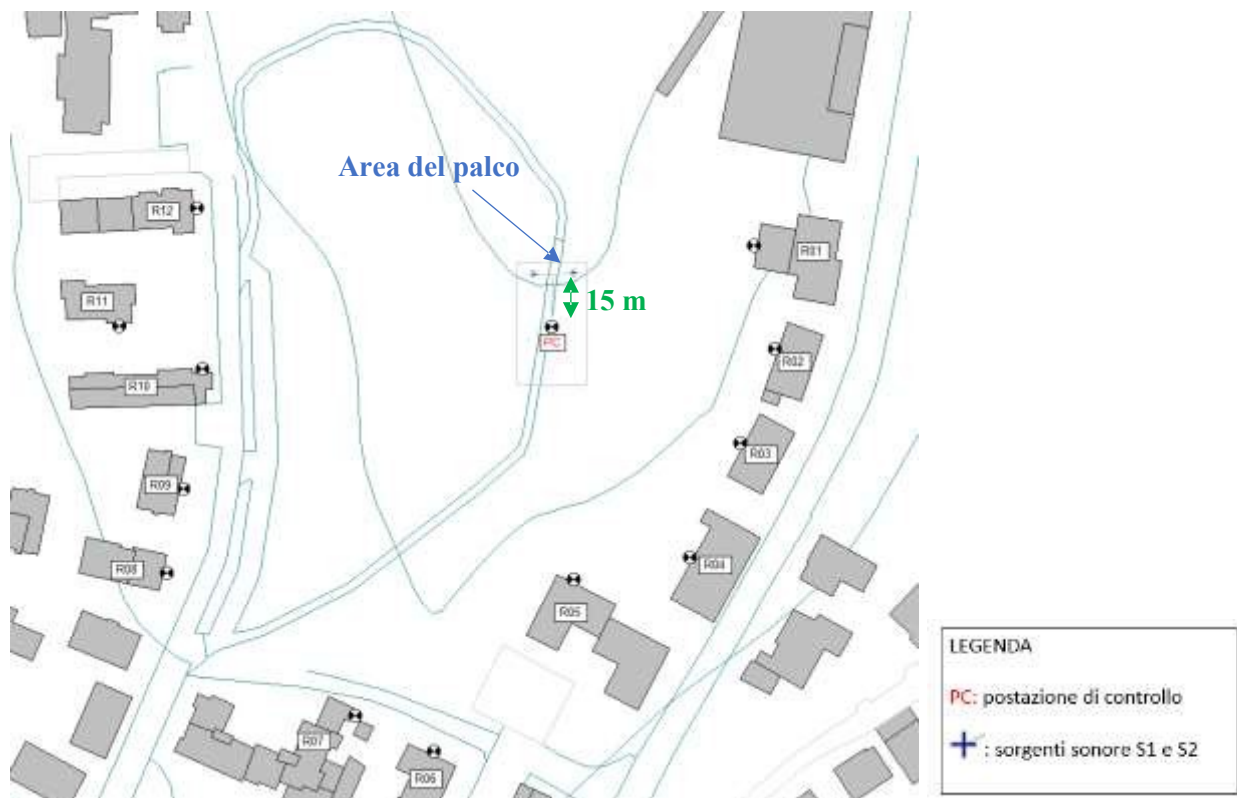 Area del palco
R12
R01
R11
15 m
PC
R02
R10
R03
R09
R08
R04
R05
R07
R06
LEGENDA
PC: postazione di controllo
: sorgenti sonore S1 e S2